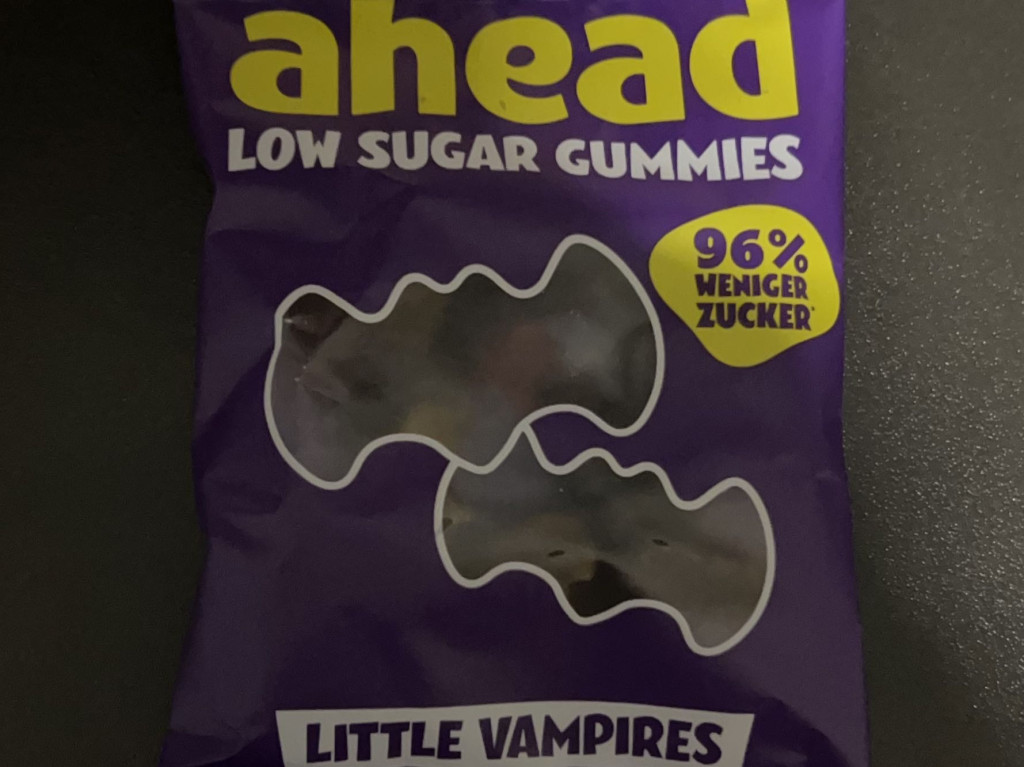 ahead
LOW SUGAR GUMMIES
96%
WENIGER
ZUCKER*
LITTLE VAMPIRES